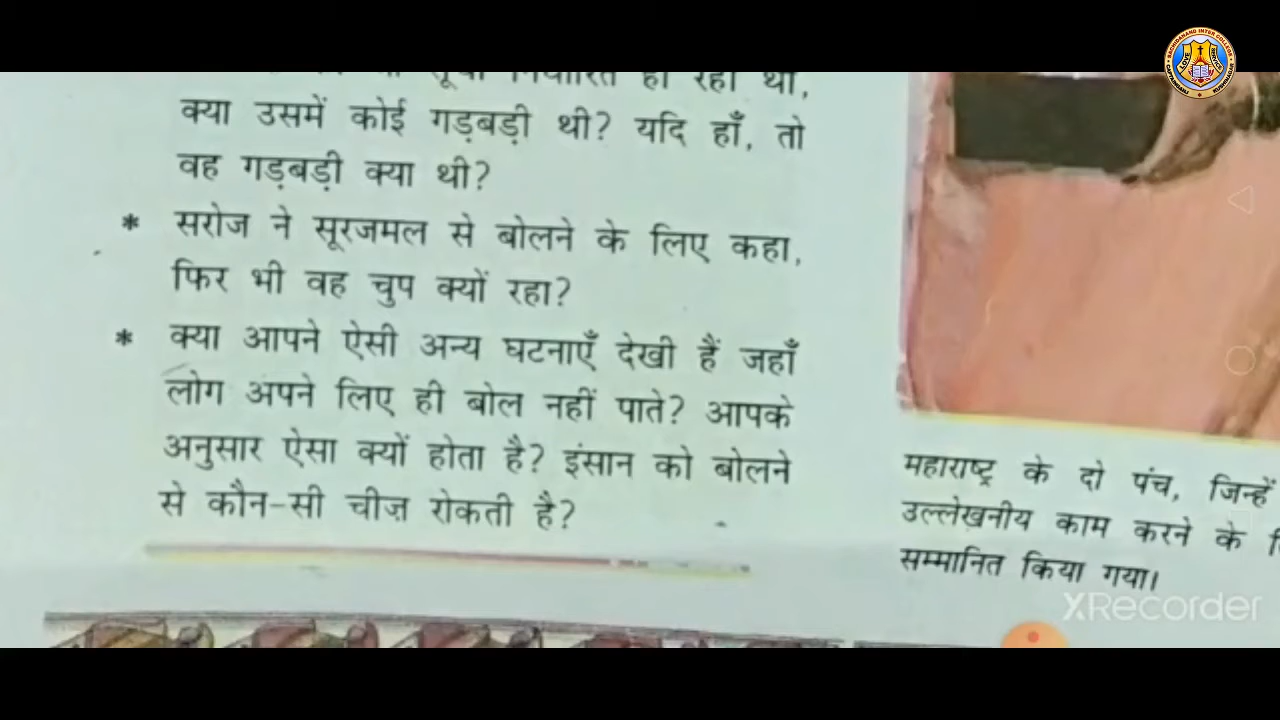 निर्धारित हो रही थी,
क्या उसमें कोई गड़बड़ी थी? यदि हाँ, तो
वह गड़बड़ी क्या थी?
* सरोज ने सूरजमल से बोलने के लिए कहा,
फिर भी वह चुप क्यों रहा?
* क्या आपने ऐसी अन्य घटनाएँ देखी हैं जहाँ
लोग अपने लिए ही बोल नहीं पाते? आपके
अनुसार ऐसा क्यों होता है? इंसान को बोलने
से कौन-सी चीज़ रोकती है?
महाराष्ट्र के दो पंच, जिन्हें
उल्लेखनीय काम करने के
सम्मानित किया गया।
XRecorder